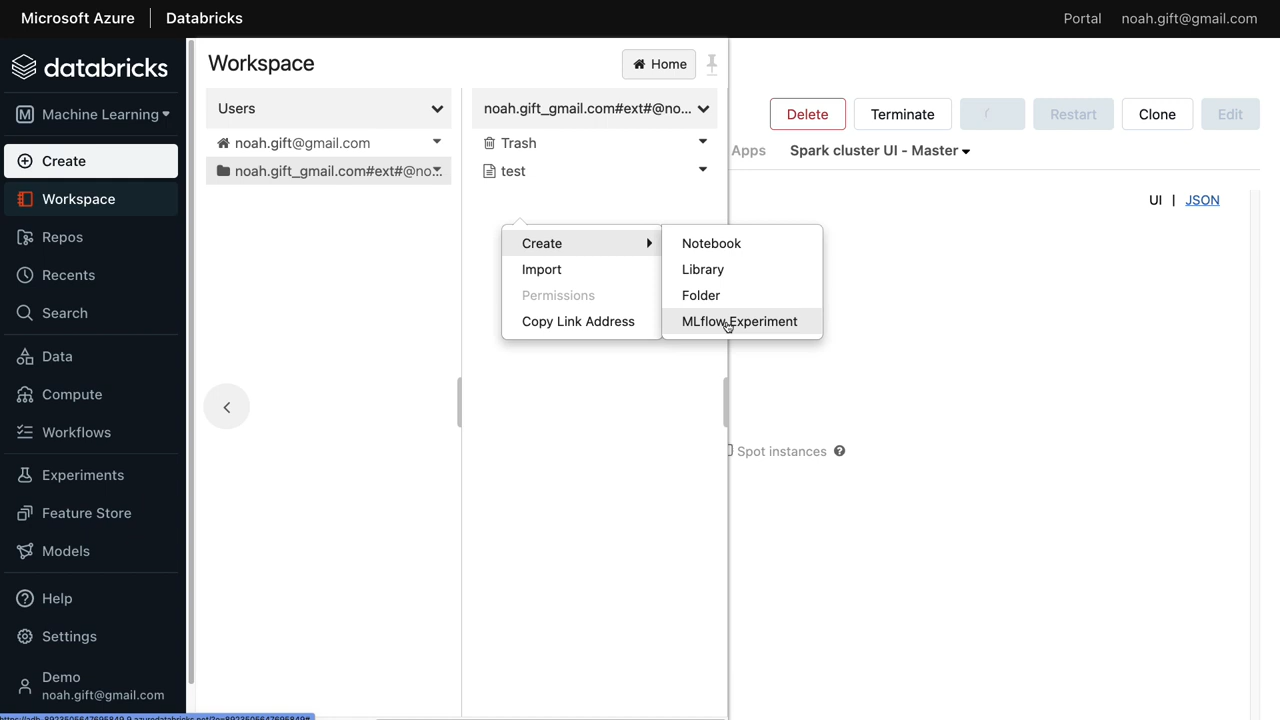 Microsoft Azure
Databricks
Portal
noah.gift@gmail.com
databricks
Machine Learning
Create
Workspace
Repos
Recents
Search
Data
Compute
Workflows
Experiments
Feature Store
Models
Help
Settings
Demo
noah.gift@gmail.com
Workspace
Home
Users
noah.gift@gmail.com
noah.gift_gmail.com#ext#@no...
noah.gift_gmail.com#ext#@no...
Trash
test
Create
Import
Permissions
Copy Link Address
Notebook
Library
Folder
MLflow Experiment
Delete
Terminate
Restart
Clone
Edit
Apps
Spark cluster UI - Master
UI | JSON
Spot instances